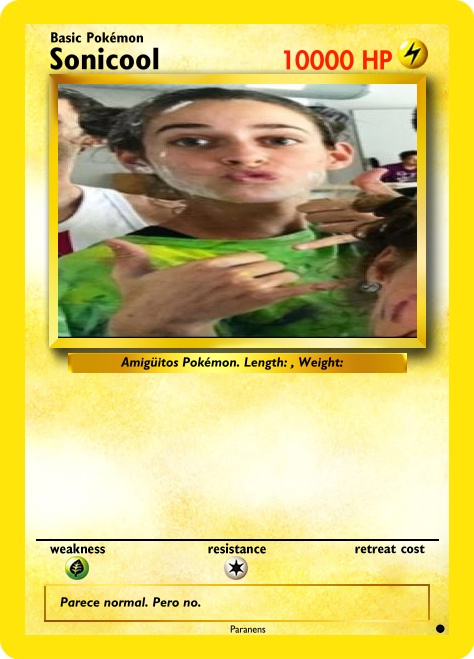 Basic Pokémon
Sonicool 10000 HP
Amigüitos Pokémon. Length: , Weight:
weakness resistance retreat cost
Parece normal. Pero no.
Paranens